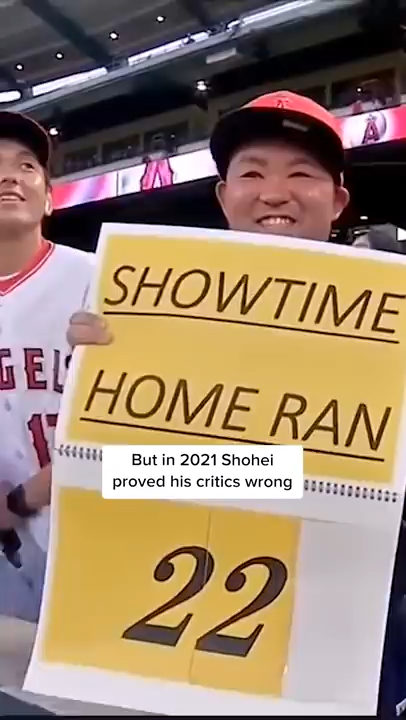 SHOWTIME
HOME RAN
But in 2021 Shohei
proved his critics wrong
22